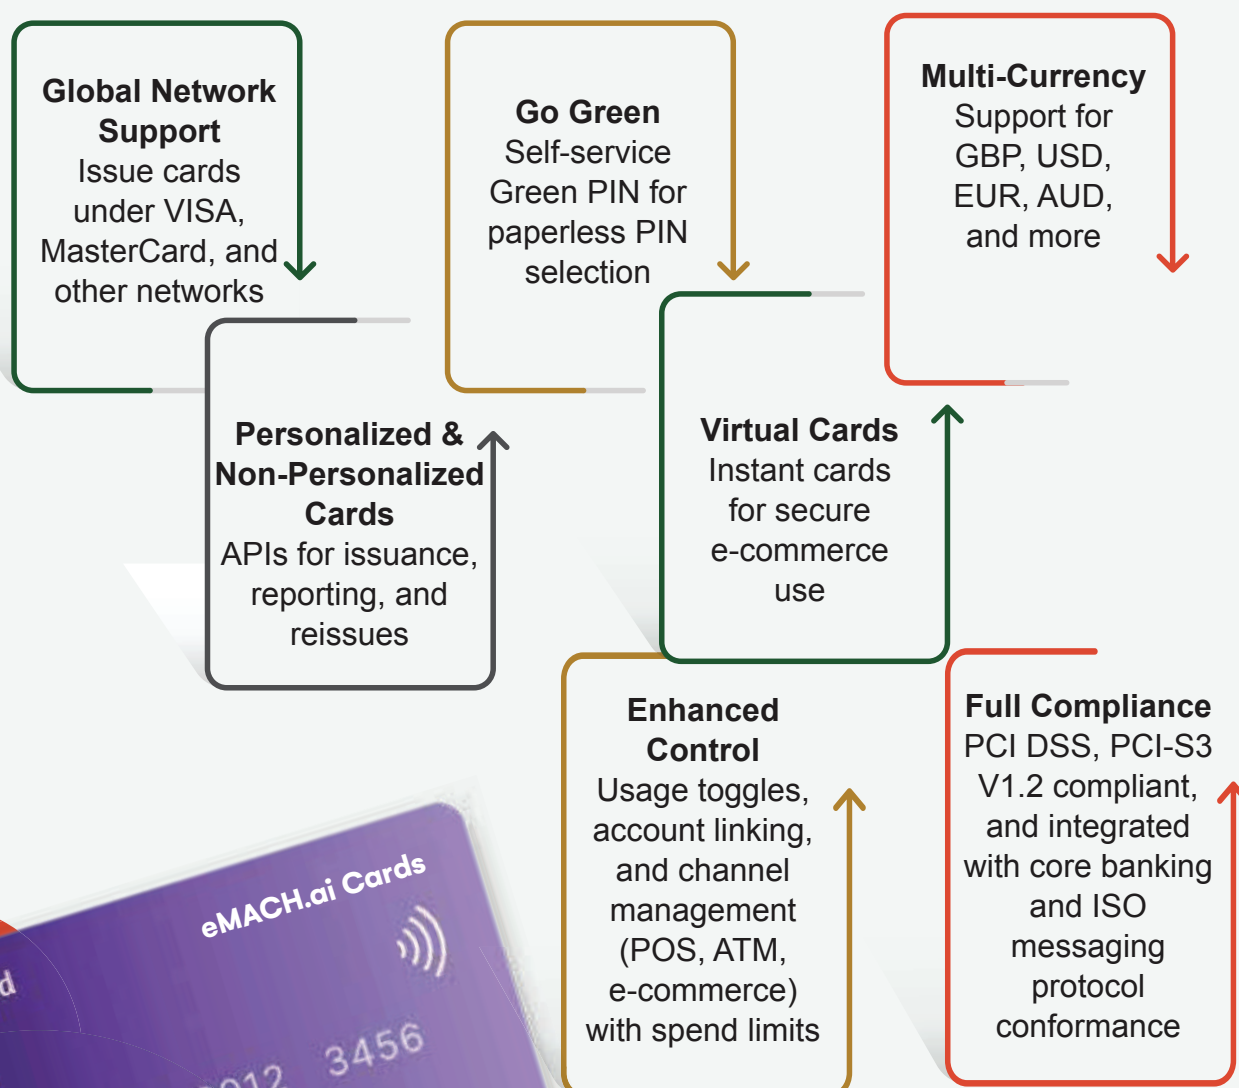 Global Network
Support
Issue cards
under VISA,
MasterCard, and
other networks
Go Green
Self-service
Green PIN for
paperless PIN
selection
Multi-Currency
Support for
GBP, USD,
EUR, AUD,
and more
Personalized &
Non-Personalized
Cards
APIs for issuance,
reporting, and
reissues
Virtual Cards
Instant cards
for secure
e-commerce
use
Enhanced
Control
Usage toggles,
account linking,
and channel
management
(POS, ATM,
e-commerce)
with spend limits
Full Compliance
PCI DSS, PCI-S3
V1.2 compliant,
and integrated
with core banking
and ISO
messaging
protocol
conformance
eMACH.ai Cards
3456